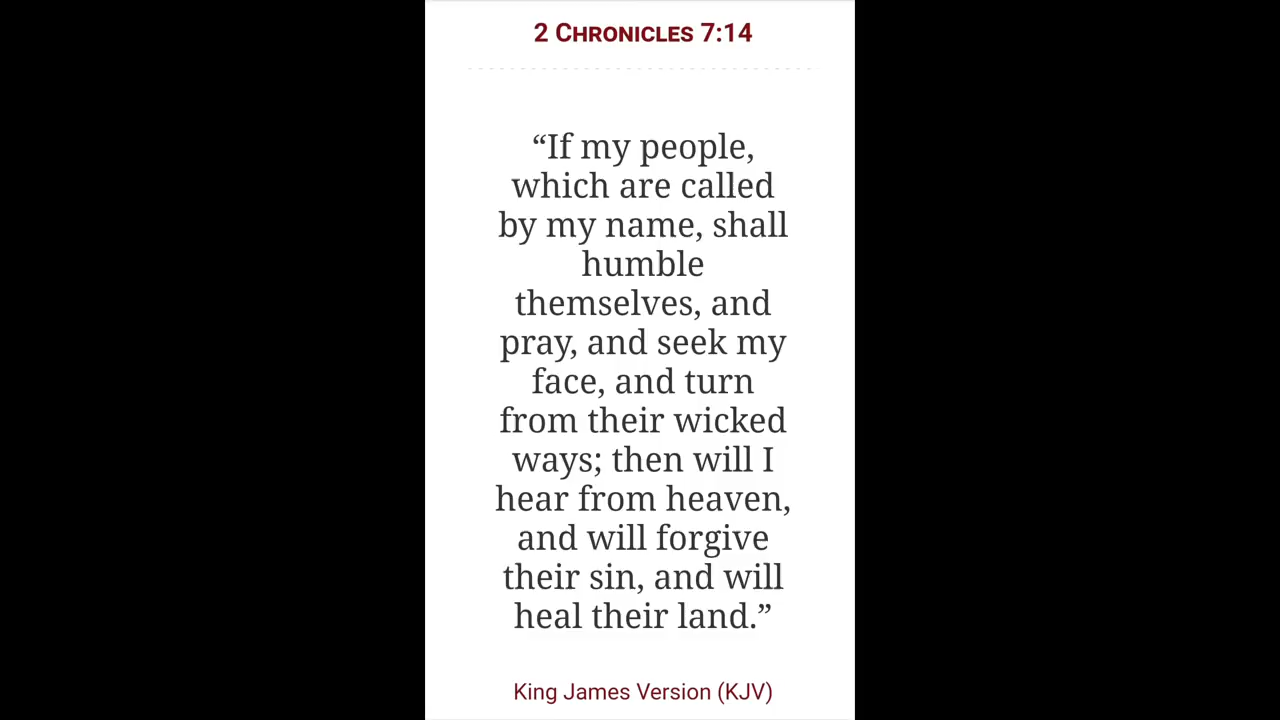 2 Chronicles 7:14
“If my people,
which are called
by my name, shall
humble
themselves, and
pray, and seek my
face, and turn
from their wicked
ways; then will I
hear from heaven,
and will forgive
their sin, and will
heal their land.”
King James Version (KJV)